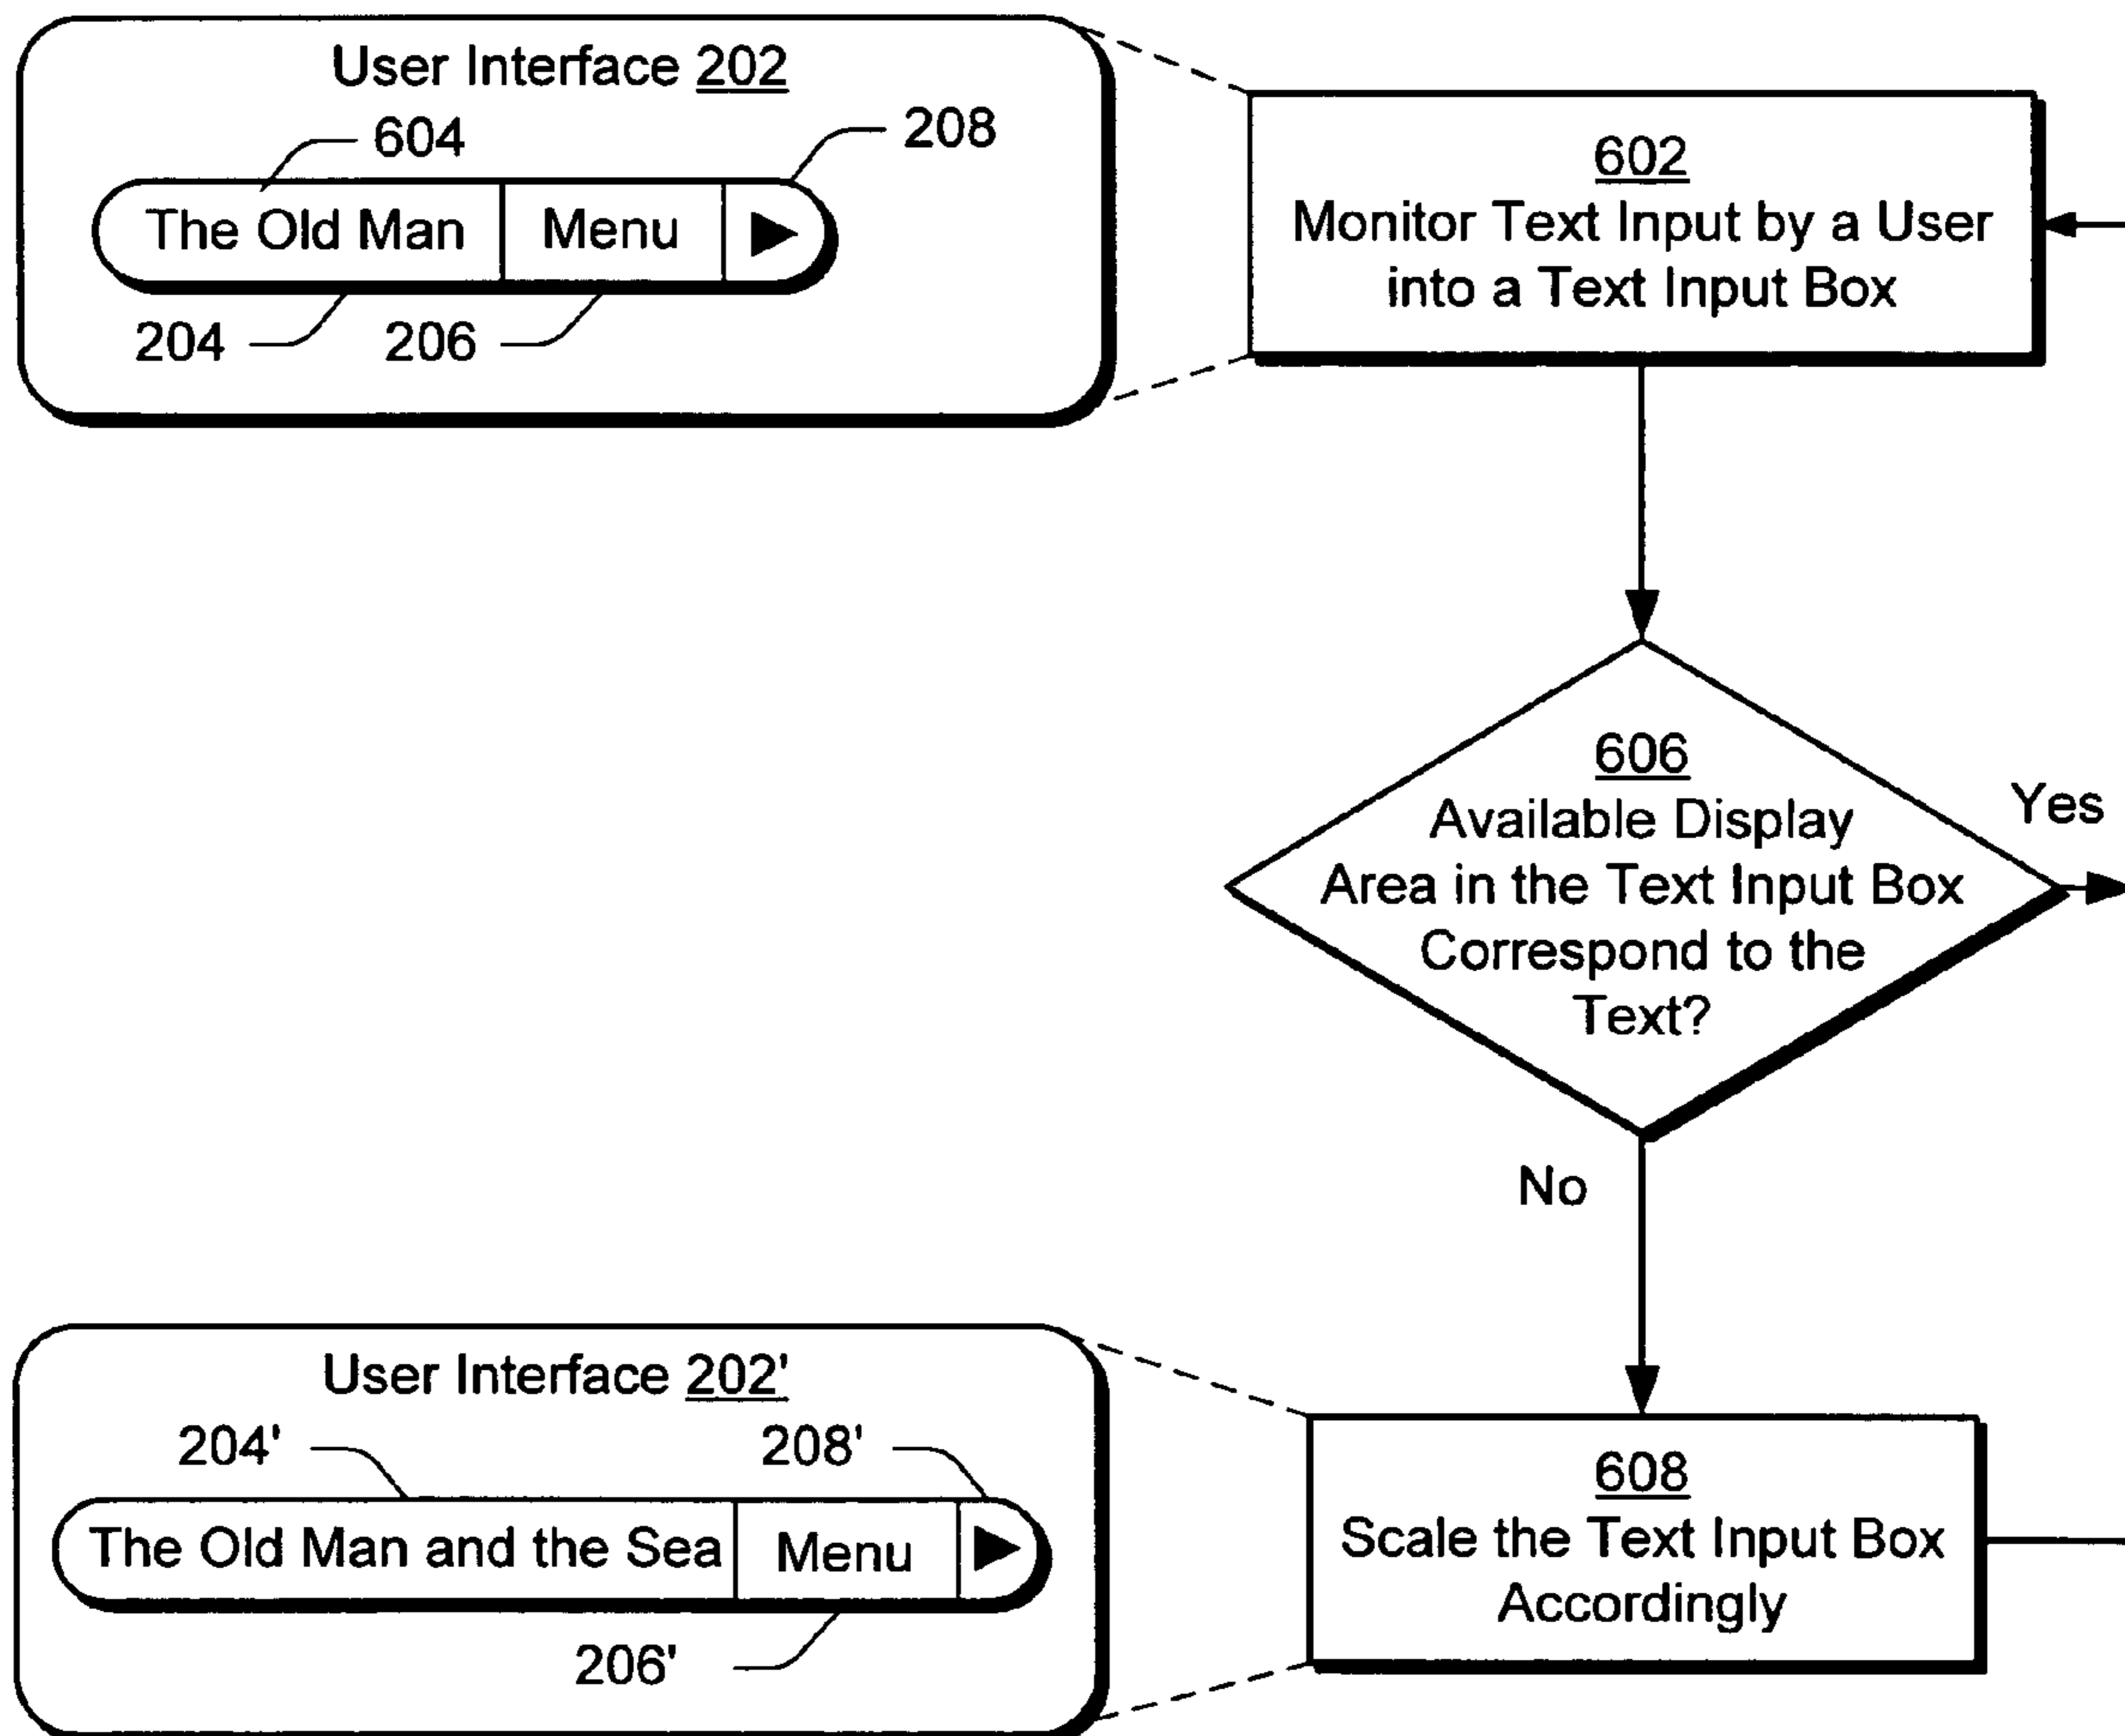 User Interface 202
604
208
The Old Man
Menu
204
206
602
Monitor Text Input by a User
into a Text Input Box
606
Available Display
Area in the Text Input Box
Correspond to the
Text?
Yes
No
User Interface 202'
204'
208'
The Old Man and the Sea
Menu
206'
608
Scale the Text Input Box
Accordingly